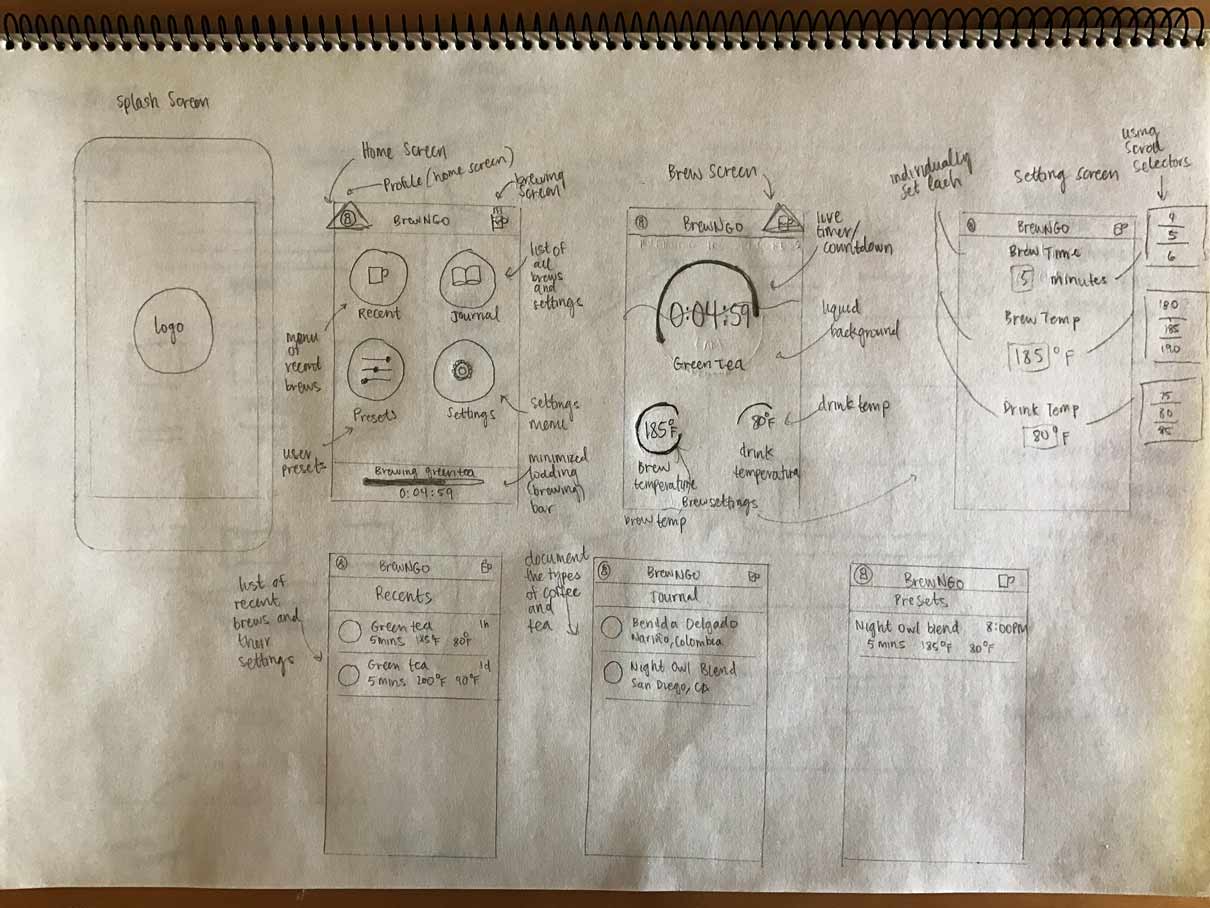 Splash Screen
logo
Home Screen
Profile (home screen)
brewing
screen
BrewNGo
Recent
Journal
Presets
Settings
Brewing green tea
0:04:59
list of
all
brews
and
settings
menu
of
recent
brews
settings
menu
user
presets
minimized
loading
(brewing)
bar
Brew Screen
BrewNGo
0:04:59
Green tea
live
timer/
countdown
liquid
background
185°F
brew
temperature
brew temp
80°F
drink
temperature
drink temp
Brew settings
individually
set each
Setting screen
using
scroll
selectors
BrewNGo
Brew Time
5 minutes
Brew Temp
185 °F
Drink Temp
80° F
4
5
6
180
185
190
75
80
85
list of
recent
brews and
their
settings
BrewNGo
Recents
Green tea 1h
5mins 185°F 80°F
Green tea 1d
5mins 200°F 90°F
document
the types
of coffee
and
tea
BrewNGo
Journal
Delgado
Nariño, Colombia
Night Owl Blend
San Diego, CA
BrewNGo
Presets
Night owl blend 8:00PM
5 mins 185°F 80°F